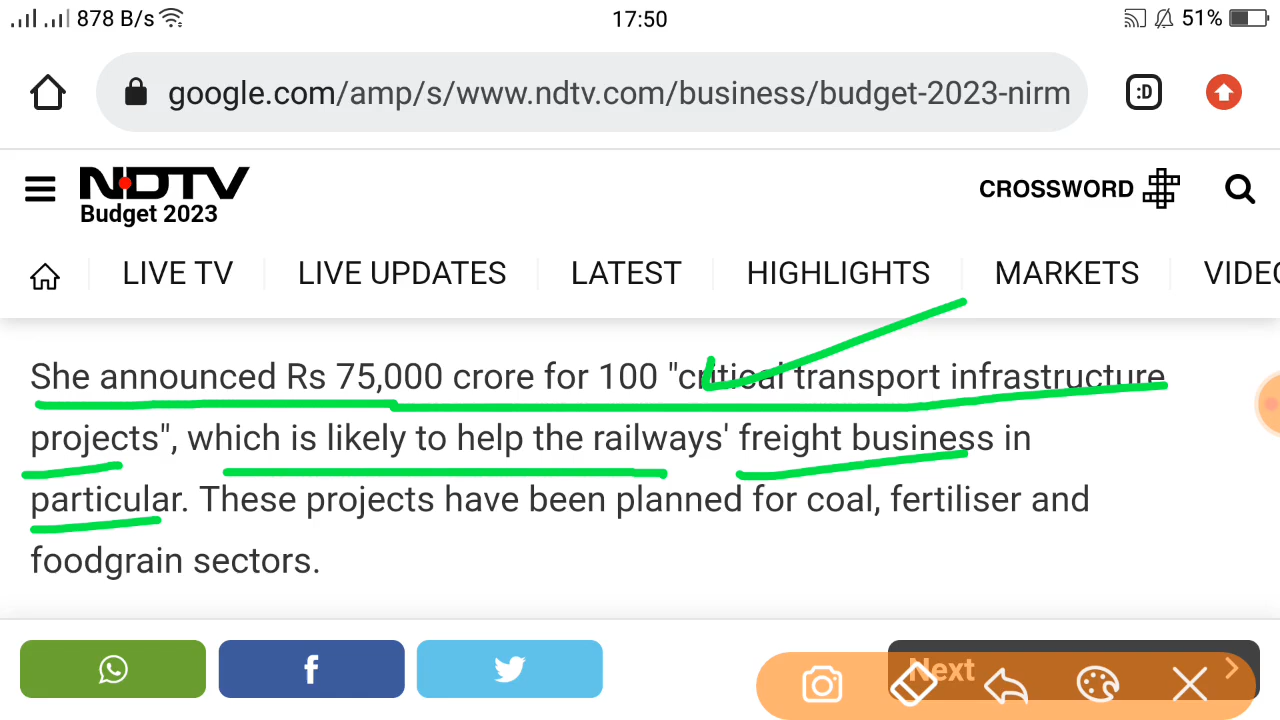 878 B/s 17:50 51%
google.com/amp/s/www.ndtv.com/business/budget-2023-nirm :D
NDTV
Budget 2023
CROSSWORD
LIVE TV LIVE UPDATES LATEST HIGHLIGHTS MARKETS VIDEO
She announced Rs 75,000 crore for 100 "critical transport infrastructure
projects", which is likely to help the railways' freight business in
particular. These projects have been planned for coal, fertiliser and
foodgrain sectors.
Next